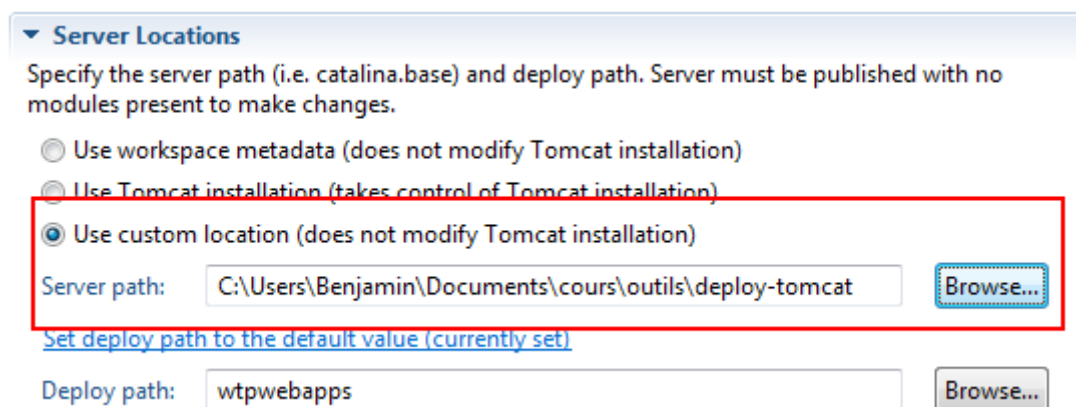 Server Locations
Specify the server path (i.e. catalina.base) and deploy path. Server must be published with no
modules present to make changes.
Use workspace metadata (does not modify Tomcat installation)
Use Tomcat installation (takes control of Tomcat installation)
Use custom location (does not modify Tomcat installation)
Server path: C:\Users\Benjamin\Documents\cours\outils\deploy-tomcat Browse...
Set deploy path to the default value (currently set)
Deploy path: wtpwebapps Browse...